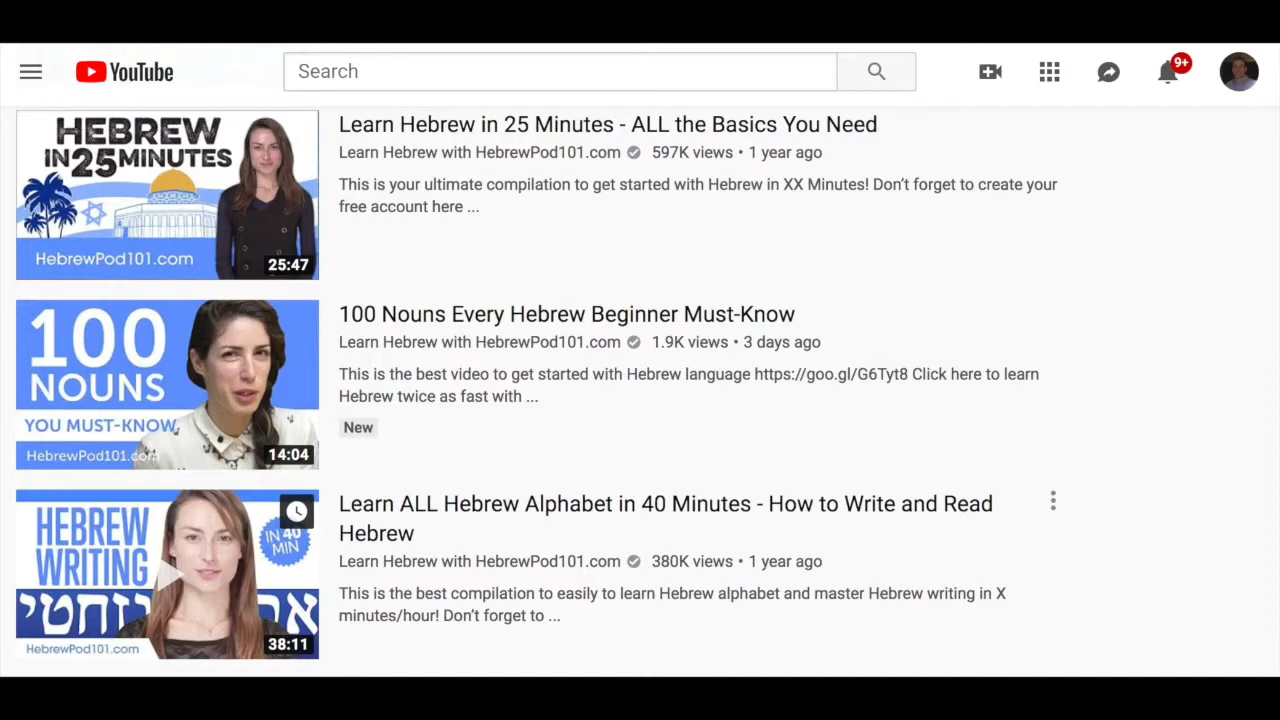 YouTube
Search
9+
HEBREW
IN 25 MINUTES
HebrewPod101.com
25:47
Learn Hebrew in 25 Minutes - ALL the Basics You Need
Learn Hebrew with HebrewPod101.com 597K views • 1 year ago
This is your ultimate compilation to get started with Hebrew in XX Minutes! Don’t forget to create your
free account here ...
100
NOUNS
YOU MUST-KNOW
HebrewPod101.com
14:04
100 Nouns Every Hebrew Beginner Must-Know
Learn Hebrew with HebrewPod101.com 1.9K views • 3 days ago
This is the best video to get started with Hebrew language https://goo.gl/G6Tyt8 Click here to learn
Hebrew twice as fast with ...
New
HEBREW
WRITING
IN 40
MIN
HebrewPod101.com
38:11
Learn ALL Hebrew Alphabet in 40 Minutes - How to Write and Read
Hebrew
Learn Hebrew with HebrewPod101.com 380K views • 1 year ago
This is the best compilation to easily to learn Hebrew alphabet and master Hebrew writing in X
minutes/hour! Don’t forget to ...